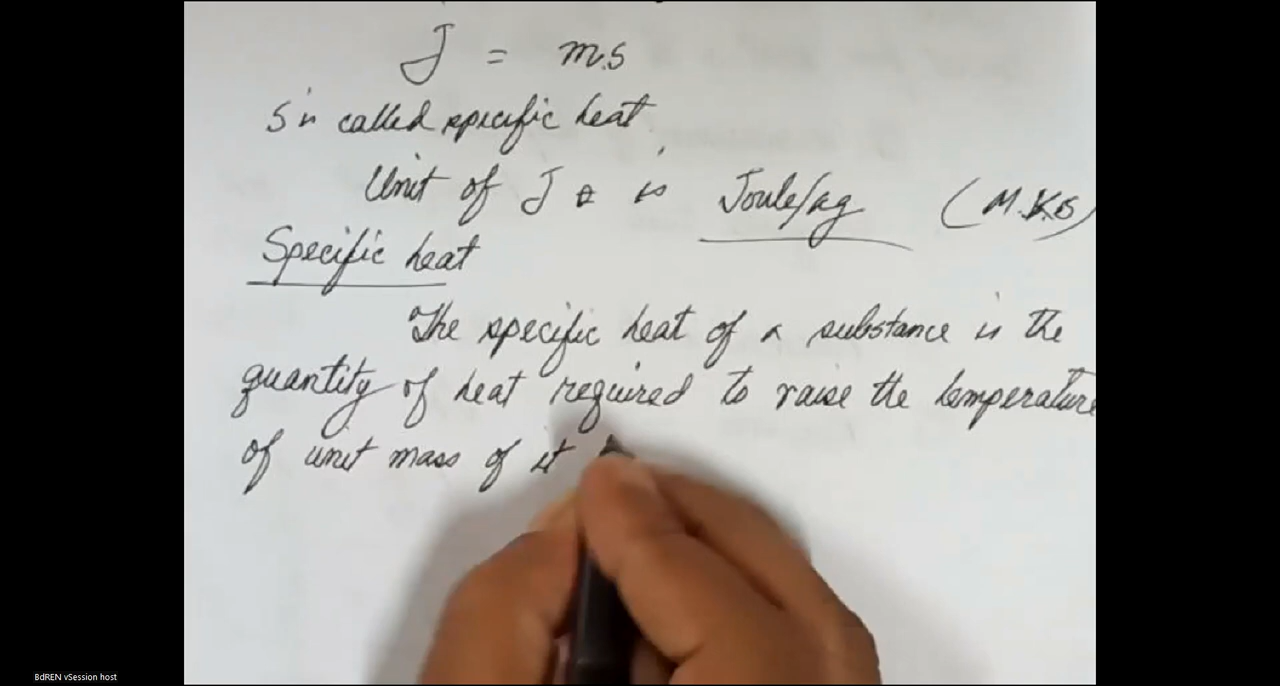 J = m.s
S is called specific heat.
Unit of J is Joule/kg (M.K.S)
Specific heat
The specific heat of a substance is the
quantity of heat required to raise the temperature
of unit mass of it
BdREN vSession host